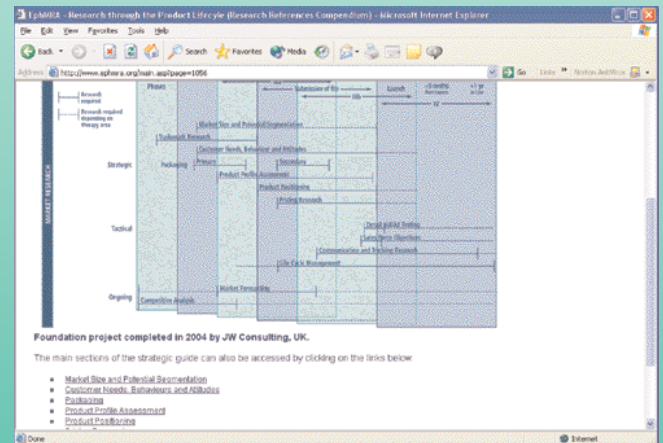 EphMRA - Research through the Product Lifecyle (Research References Compendium) - Microsoft Internet Explorer
File Edit View Favorites Tools Help
Back Search Favorites Media
Address http://www.ephmra.org/main.asp?page=1056 Go Links Norton AntiVirus
Phases Submission of file Launch
IIIb
IV
Research required
Research required depending on therapy area
MARKET RESEARCH
Market Size and Potential Segmentation
Trademark Research
Customer Needs, Behaviour and Attitudes
Strategic Packaging Primary Secondary
Product Profile Assessment
Product Positioning
Pricing Research
Tactical
Detail Aid/Ad Testing
Sales Force Objectives
Communication and Tracking Research
Life Cycle Management
Market Forecasting
Ongoing Competitive Analysis
Foundation project completed in 2004 by JW Consulting, UK.
The main sections of the strategic guide can also be accessed by clicking on the links below
Market Size and Potential Segmentation
Customer Needs, Behaviours and Attitudes
Packaging
Product Profile Assessment
Product Positioning
Done Internet